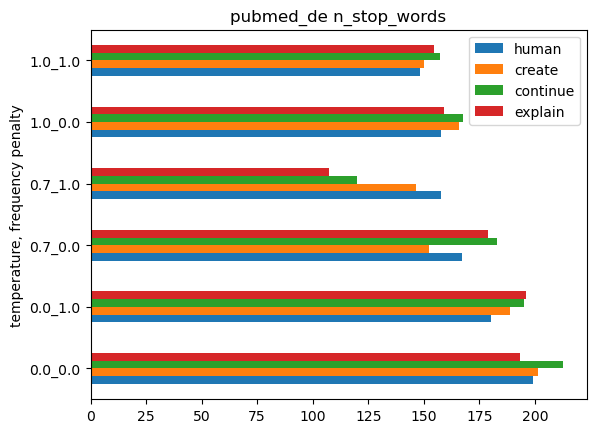 pubmed_de n_stop_words
human
create
continue
explain
temperature, frequency penalty
1.0_1.0
1.0_0.0
0.7_1.0
0.7_0.0
0.0_1.0
0.0_0.0
0 25 50 75 100 125 150 175 200